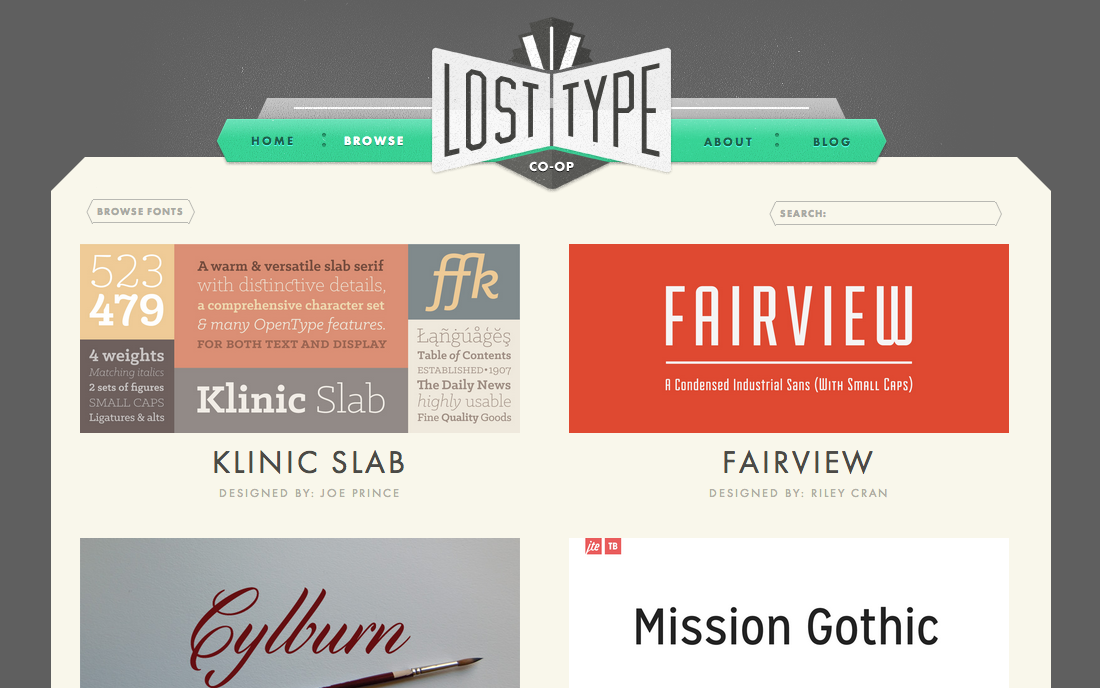 LOST TYPE
CO-OP
HOME : BROWSE
ABOUT : BLOG
BROWSE FONTS
SEARCH:
523
479
4 weights
Matching italics
2 sets of figures
SMALL CAPS
Ligatures & alts
A warm & versatile slab serif
with distinctive details,
a comprehensive character set
& many OpenType features.
FOR BOTH TEXT AND DISPLAY
Klinic Slab
ffk
Łąñġúåģëş
Table of Contents
ESTABLISHED•1907
The Daily News
highly usable
Fine Quality Goods
FAIRVIEW
A Condensed Industrial Sans (With Small Caps)
KLINIC SLAB
DESIGNED BY: JOE PRINCE
FAIRVIEW
DESIGNED BY: RILEY CRAN
Cylburn
jte TB
Mission Gothic